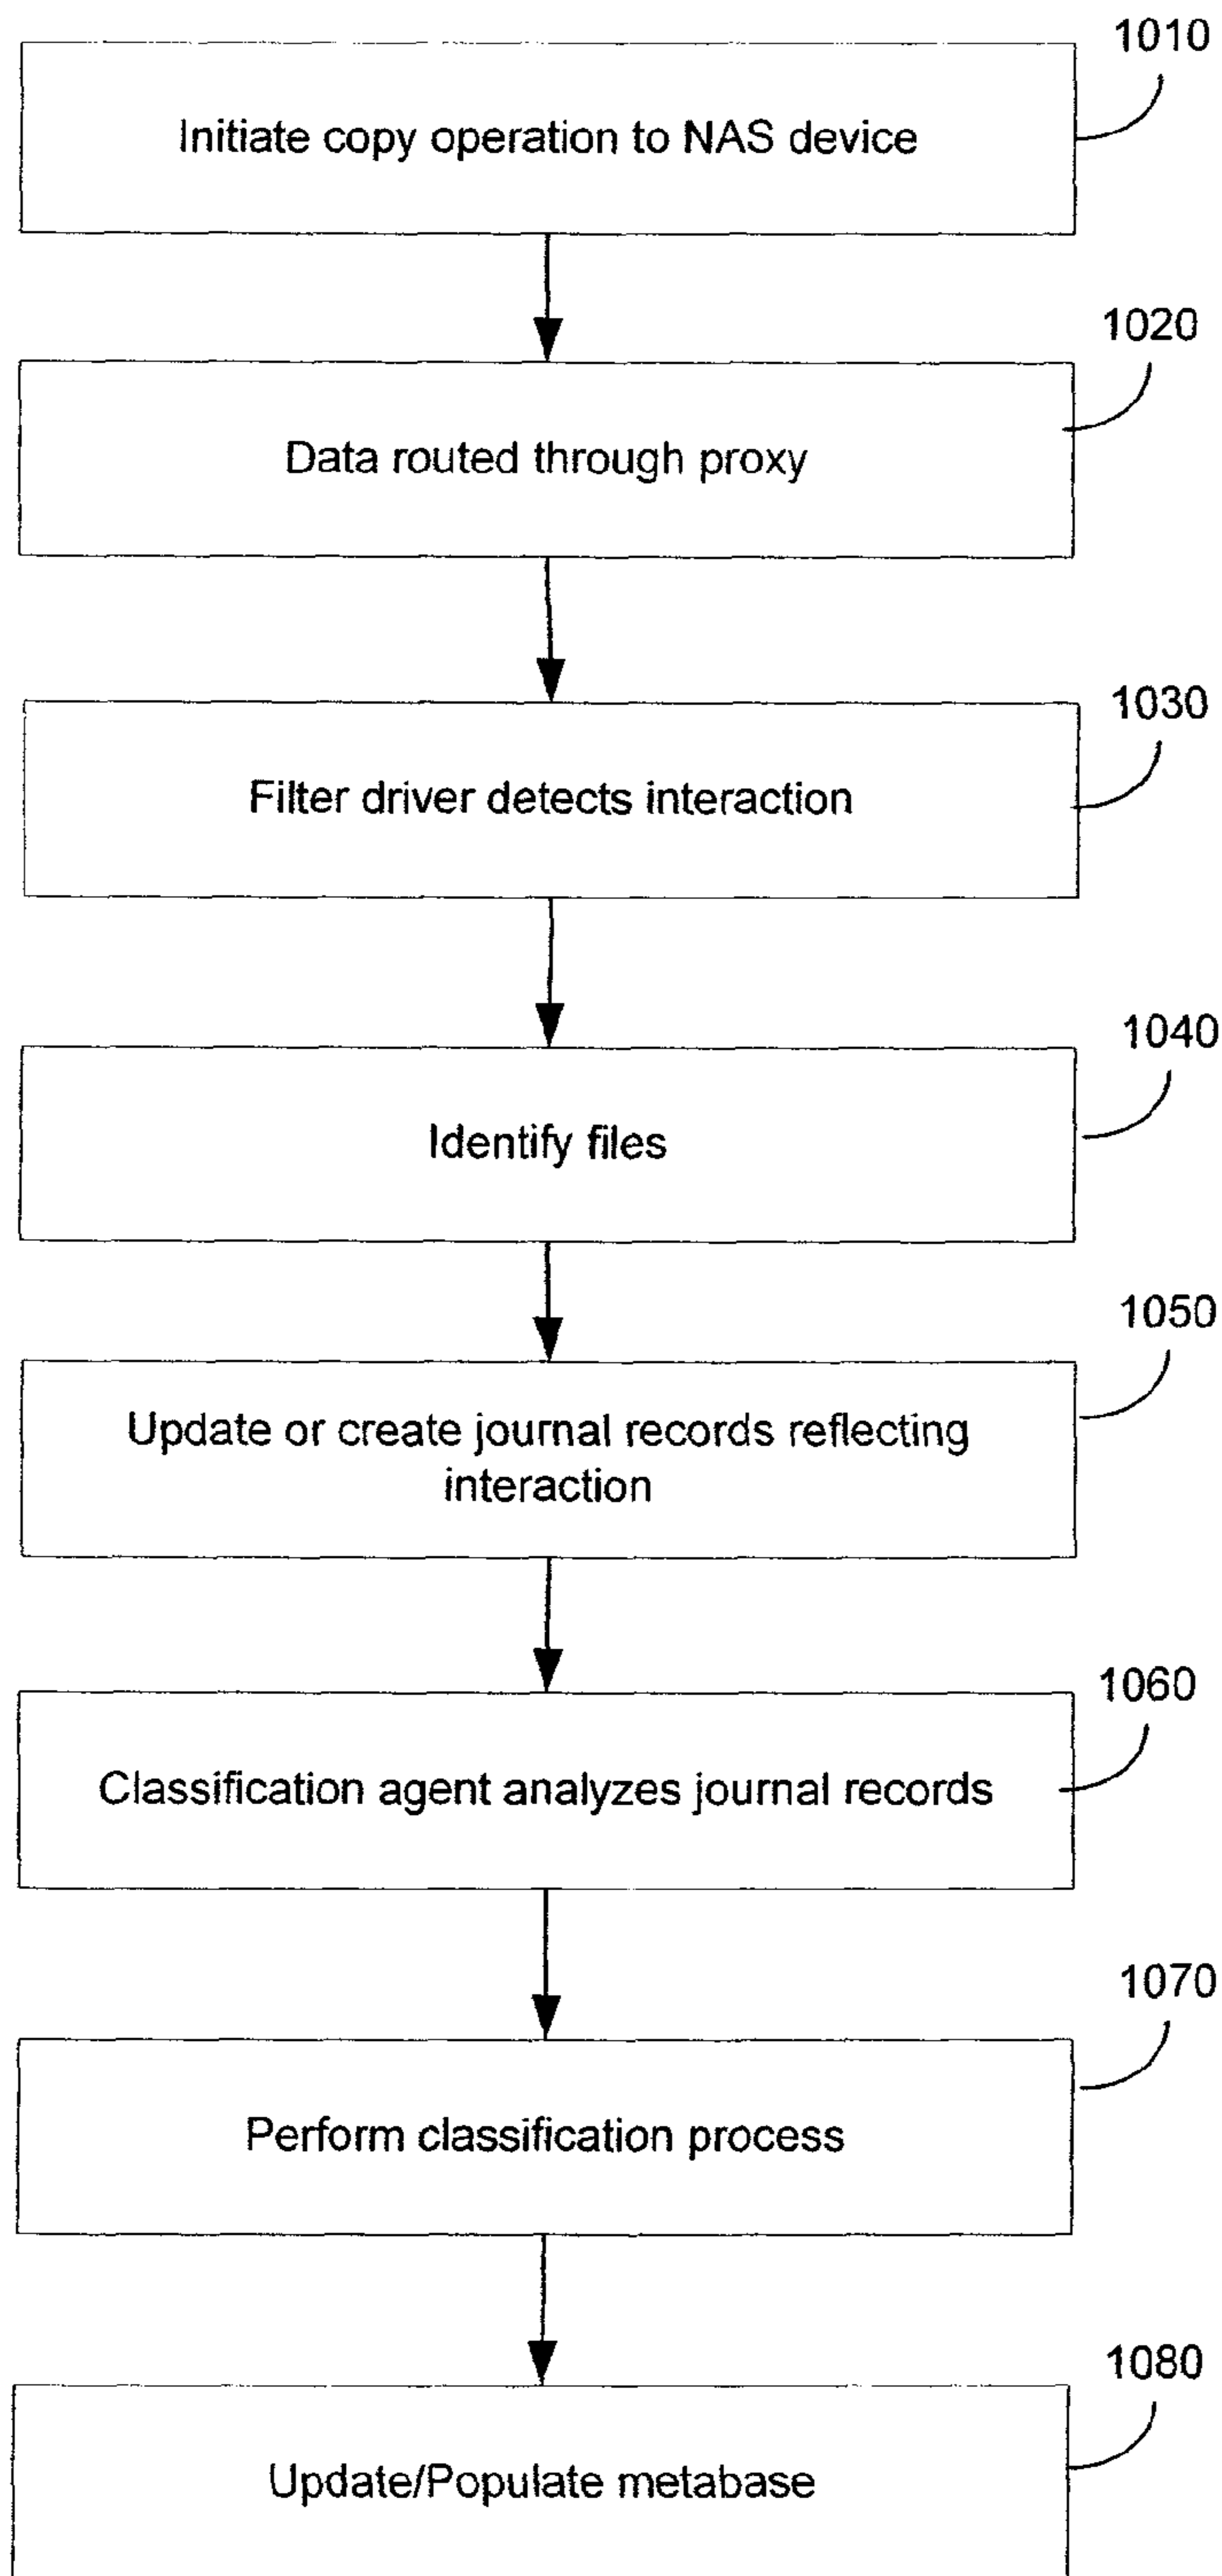 1010
Initiate copy operation to NAS device
1020
Data routed through proxy
1030
Filter driver detects interaction
1040
Identify files
1050
Update or create journal records reflecting
interaction
1060
Classification agent analyzes journal records
1070
Perform classification process
1080
Update/Populate metabase